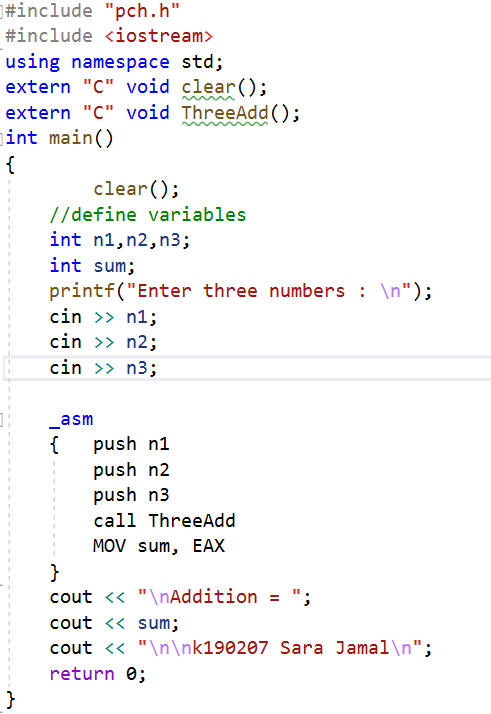 #include "pch.h"
#include <iostream>
using namespace std;
extern "C" void clear();
extern "C" void ThreeAdd();
int main()
{
clear();
//define variables
int n1,n2,n3;
int sum;
printf("Enter three numbers : \n");
cin >> n1;
cin >> n2;
cin >> n3;
_asm
{ push n1
push n2
push n3
call ThreeAdd
MOV sum, EAX
}
cout << "\nAddition = ";
cout << sum;
cout << "\n\nk190207 Sara Jamal\n";
return 0;
}